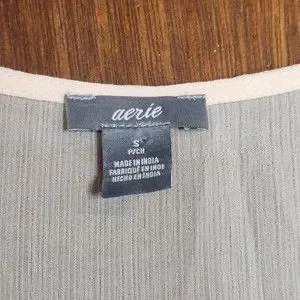 aerie
S
P/CH
MADE IN INDIA
FABRIQUÉ EN INDE
HECHO EN INDIA